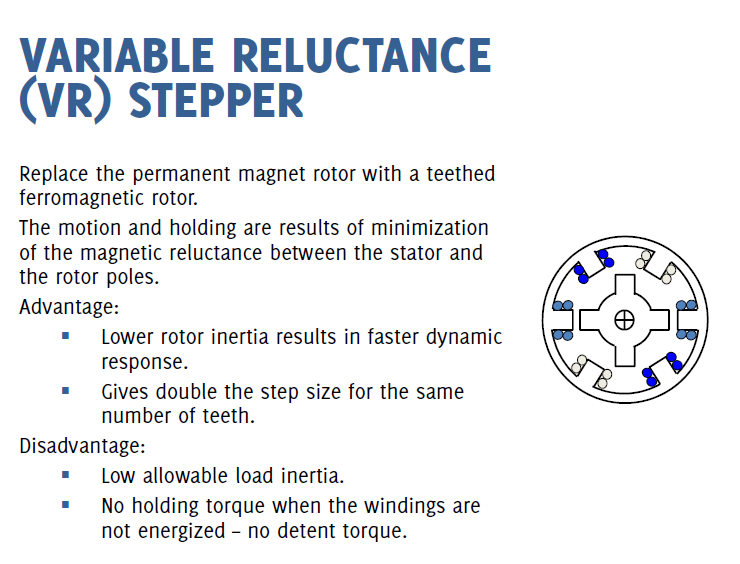 VARIABLE RELUCTANCE
(VR) STEPPER
Replace the permanent magnet rotor with a teethed
ferromagnetic rotor.
The motion and holding are results of minimization
of the magnetic reluctance between the stator and
the rotor poles.
Advantage:
▪ Lower rotor inertia results in faster dynamic
response.
▪ Gives double the step size for the same
number of teeth.
Disadvantage:
▪ Low allowable load inertia.
▪ No holding torque when the windings are
not energized – no detent torque.